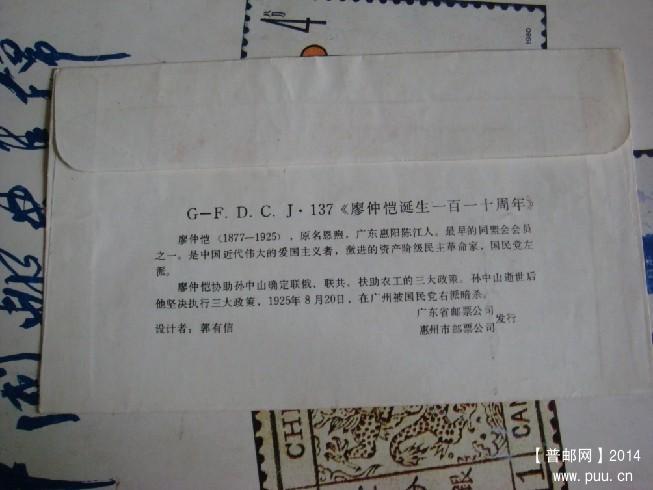 分
4
1980
G－F. D. C. J·137《廖仲恺诞生一百一十周年》
廖仲恺（1877－1925），原名恩煦，广东惠阳陈江人。最早的同盟会会员
之一。是中国近代伟大的爱国主义者，激进的资产阶级民主革命家，国民党左
派。
廖仲恺协助孙中山确定联俄、联共、扶助农工的三大政策。孙中山逝世后
他坚决执行三大政策，1925年8月20日，在广州被国民党右派暗杀。
广东省邮票公司
惠州市邮票公司
发行
设计者：郭有信
CHI
1
CAN
【普邮网】2014
www.puu.cn